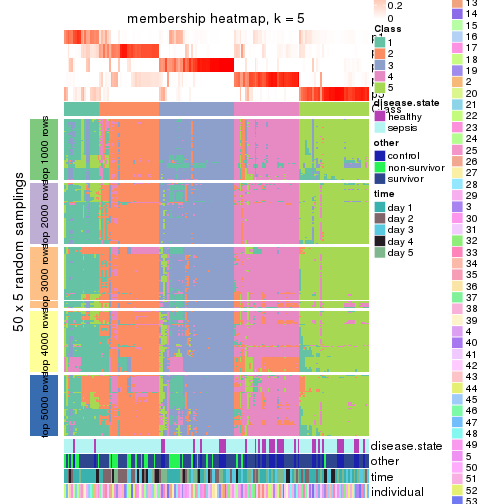 membership heatmap, k = 5
0.2
0
Class
1
2
3
4
5
Class
disease.state
healthy
sepsis
other
control
non-survivor
survivor
time
day 1
day 2
day 3
day 4
day 5
50 x 5 random samplings
top 1000 rows
top 2000 rows
top 3000 rows
top 4000 rows
top 5000 rows
disease.state
other
time
individual
13
14
15
16
17
18
19
2
20
21
22
23
24
25
26
27
28
29
3
30
31
32
33
34
35
36
37
38
39
4
40
41
42
43
44
45
46
47
48
49
5
50
51
52
53